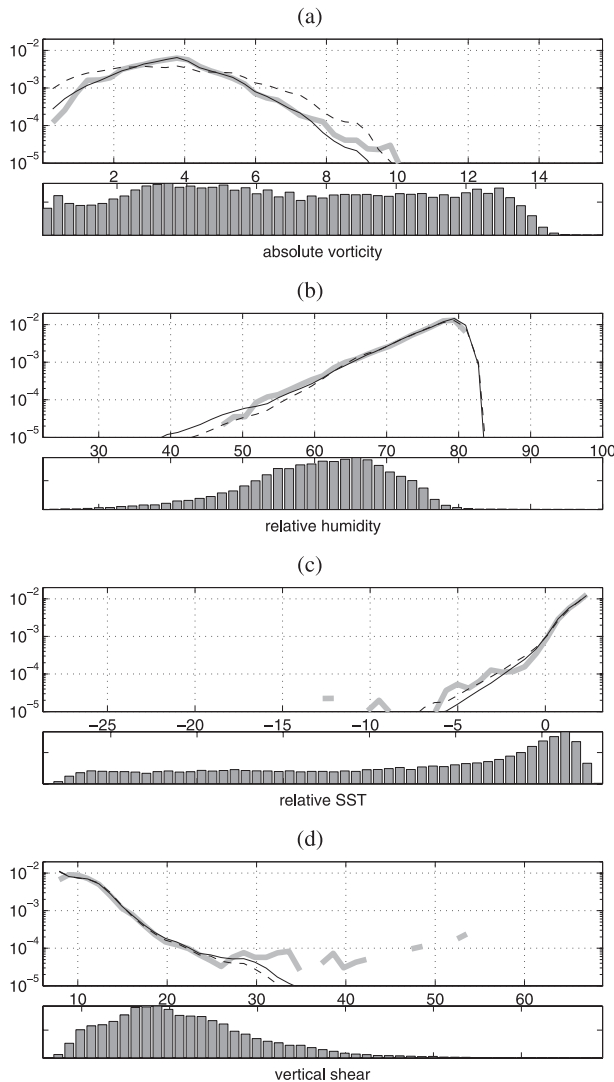 (a)
10−2
10−3
10−4
10−5
2 4 6 8 10 12 14
absolute vorticity
(b)
10−2
10−3
10−4
10−5
30 40 50 60 70 80 90 100
relative humidity
(c)
10−2
10−3
10−4
10−5
−25 −20 −15 −10 −5 0
relative SST
(d)
10−2
10−3
10−4
10−5
10 20 30 40 50 60
vertical shear